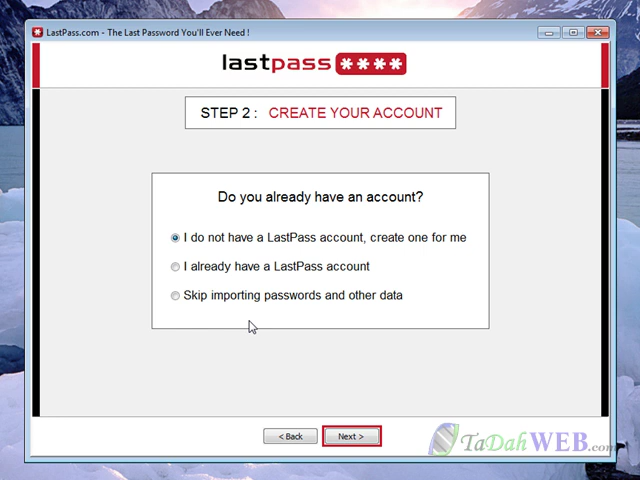 LastPass.com - The Last Password You'll Ever Need !
lastpass ****
STEP 2 : CREATE YOUR ACCOUNT
Do you already have an account?
I do not have a LastPass account, create one for me
I already have a LastPass account
Skip importing passwords and other data
< Back
Next >
TaDahWEB.com